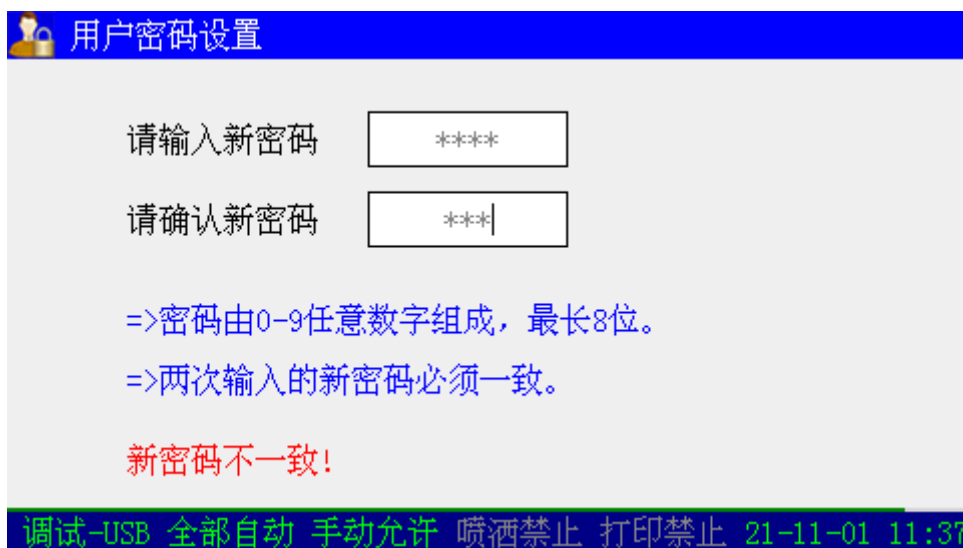 用户密码设置
请输入新密码 ****
请确认新密码 ***
=>密码由0-9任意数字组成，最长8位。
=>两次输入的新密码必须一致。
新密码不一致!
调试-USB 全部自动 手动允许 喷洒禁止 打印禁止 21-11-01 11:37